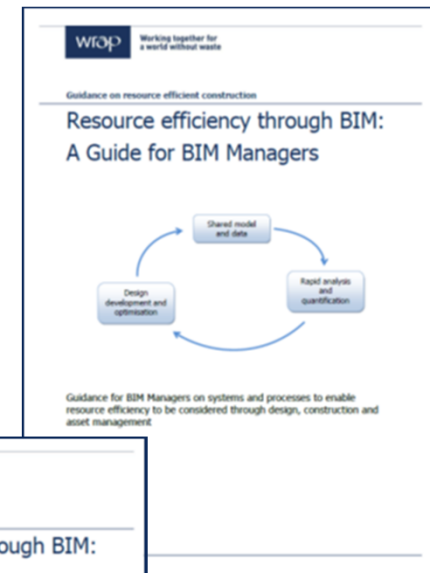 wrap
Working together for
a world without waste
Guidance on resource efficient construction
Resource efficiency through BIM:
A Guide for BIM Managers
Shared model
and data
Rapid analysis
and
quantification
Design
development and
optimisation
Guidance for BIM Managers on systems and processes to enable
resource efficiency to be considered through design, construction and
asset management
ough BIM: